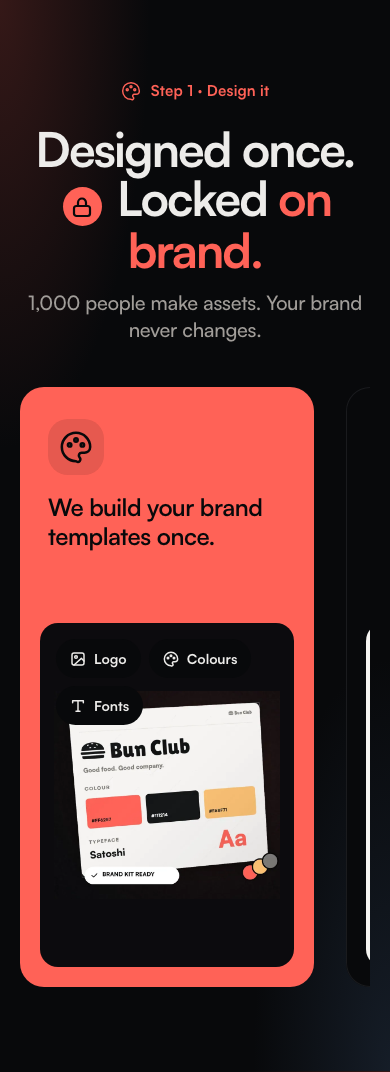 Step 1 · Design it
Designed once.
Locked on
brand.
1,000 people make assets. Your brand
never changes.
We build your brand
templates once.
Logo
Colours
Fonts
Bun Club
Bun Club
Good food. Good company.
COLOUR
#111214
TYPEFACE
Satoshi
Aa
BRAND KIT READY